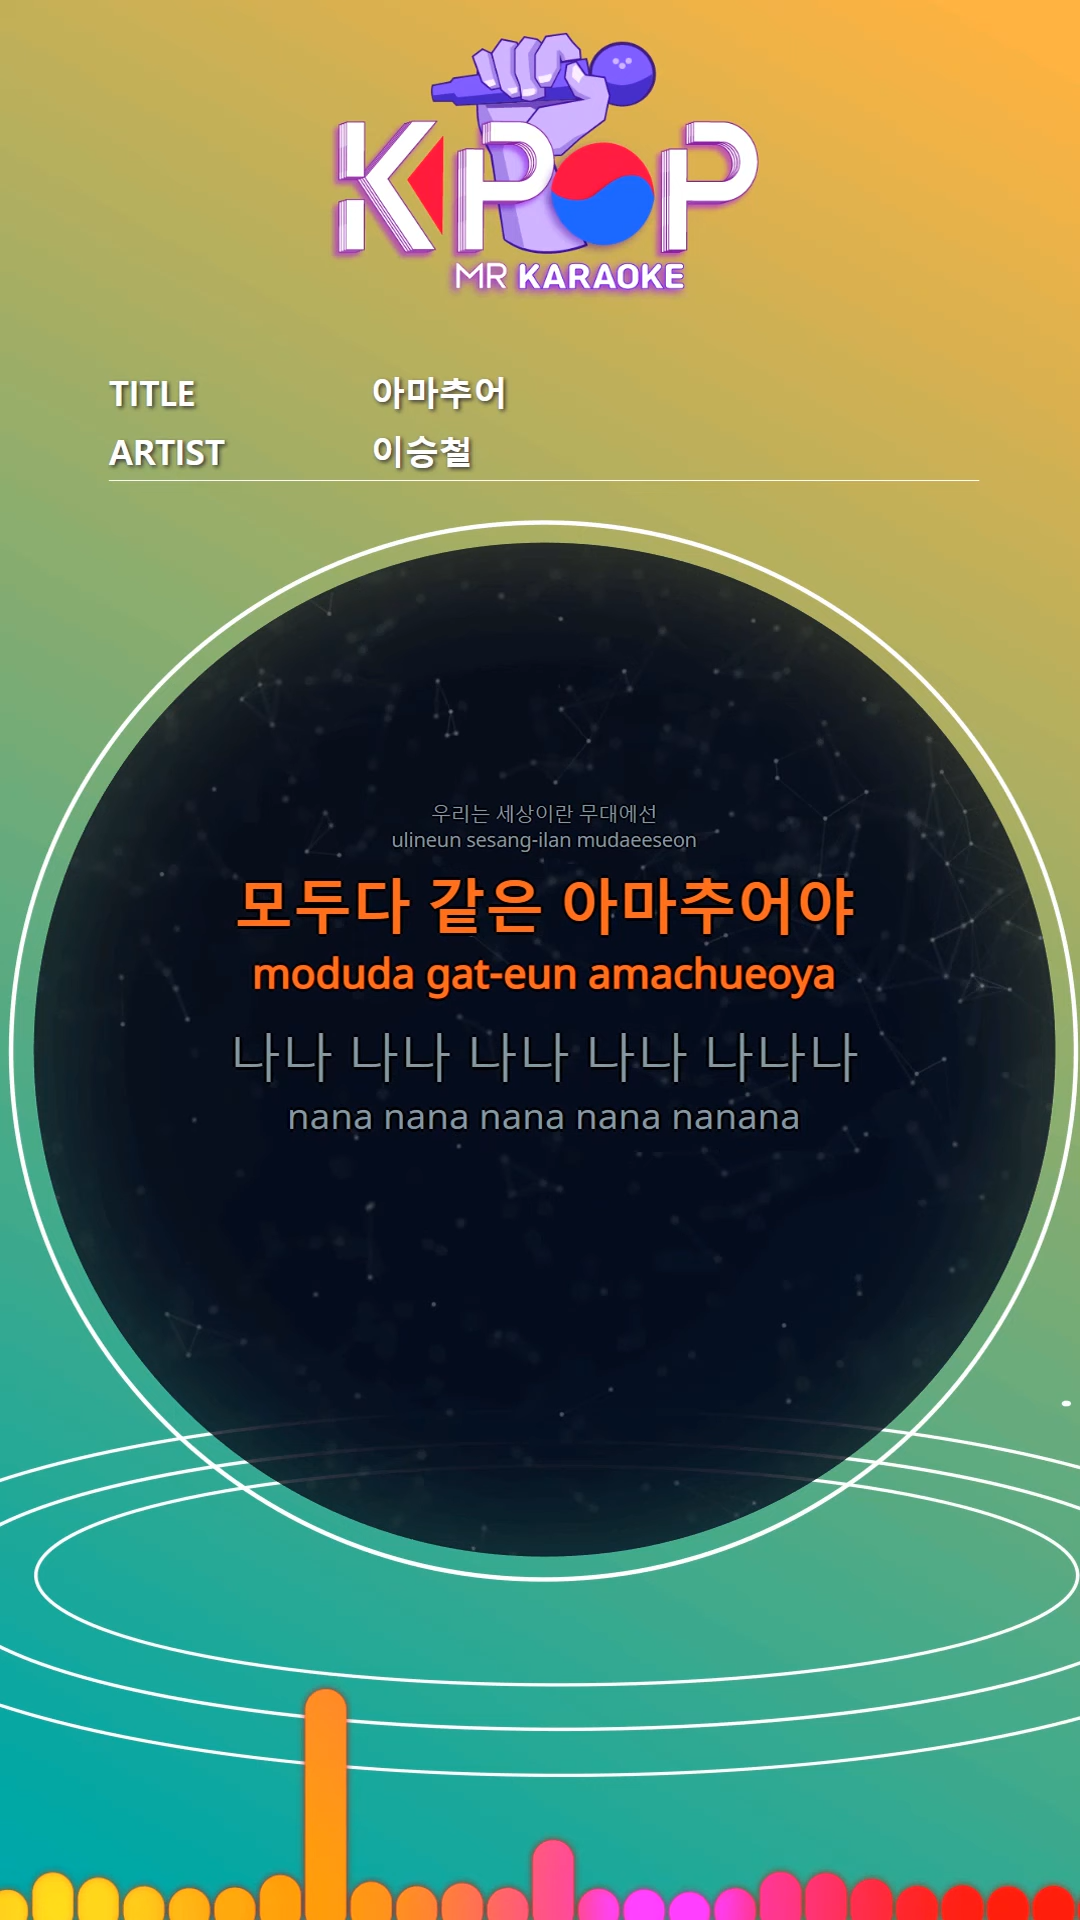 KPOP
MR KARAOKE
TITLE 아마추어
ARTIST 이승철
우리는 세상이란 무대에선
ulineun sesang-ilan mudaeeseon
모두다 같은 아마추어야
moduda gat-eun amachueoya
나나 나나 나나 나나 나나나
nana nana nana nana nanana